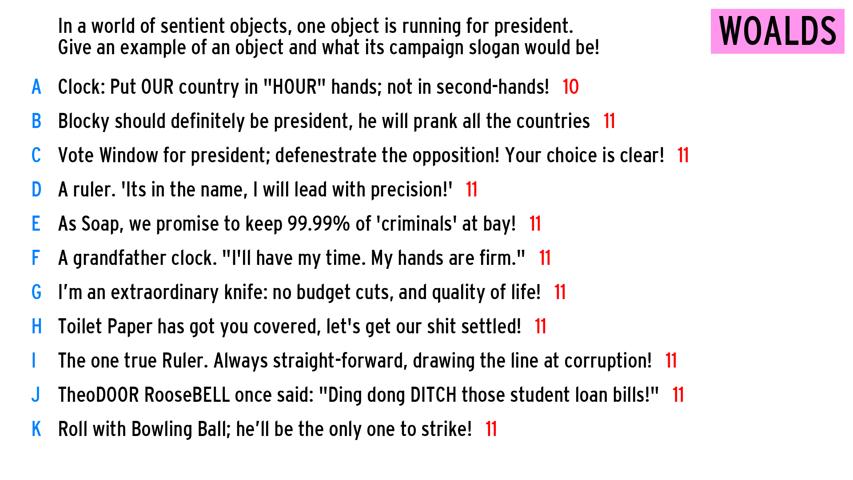 In a world of sentient objects, one object is running for president.
Give an example of an object and what its campaign slogan would be!
WOALDS
A Clock: Put OUR country in "HOUR" hands; not in second-hands! 10
B Blocky should definitely be president, he will prank all the countries 11
C Vote Window for president; defenestrate the opposition! Your choice is clear! 11
D A ruler. 'Its in the name, I will lead with precision!' 11
E As Soap, we promise to keep 99.99% of 'criminals' at bay! 11
F A grandfather clock. "I'll have my time. My hands are firm." 11
G I'm an extraordinary knife: no budget cuts, and quality of life! 11
H Toilet Paper has got you covered, let's get our shit settled! 11
I The one true Ruler. Always straight-forward, drawing the line at corruption! 11
J TheoDOOR RooseBELL once said: "Ding dong DITCH those student loan bills!" 11
K Roll with Bowling Ball; he'll be the only one to strike! 11